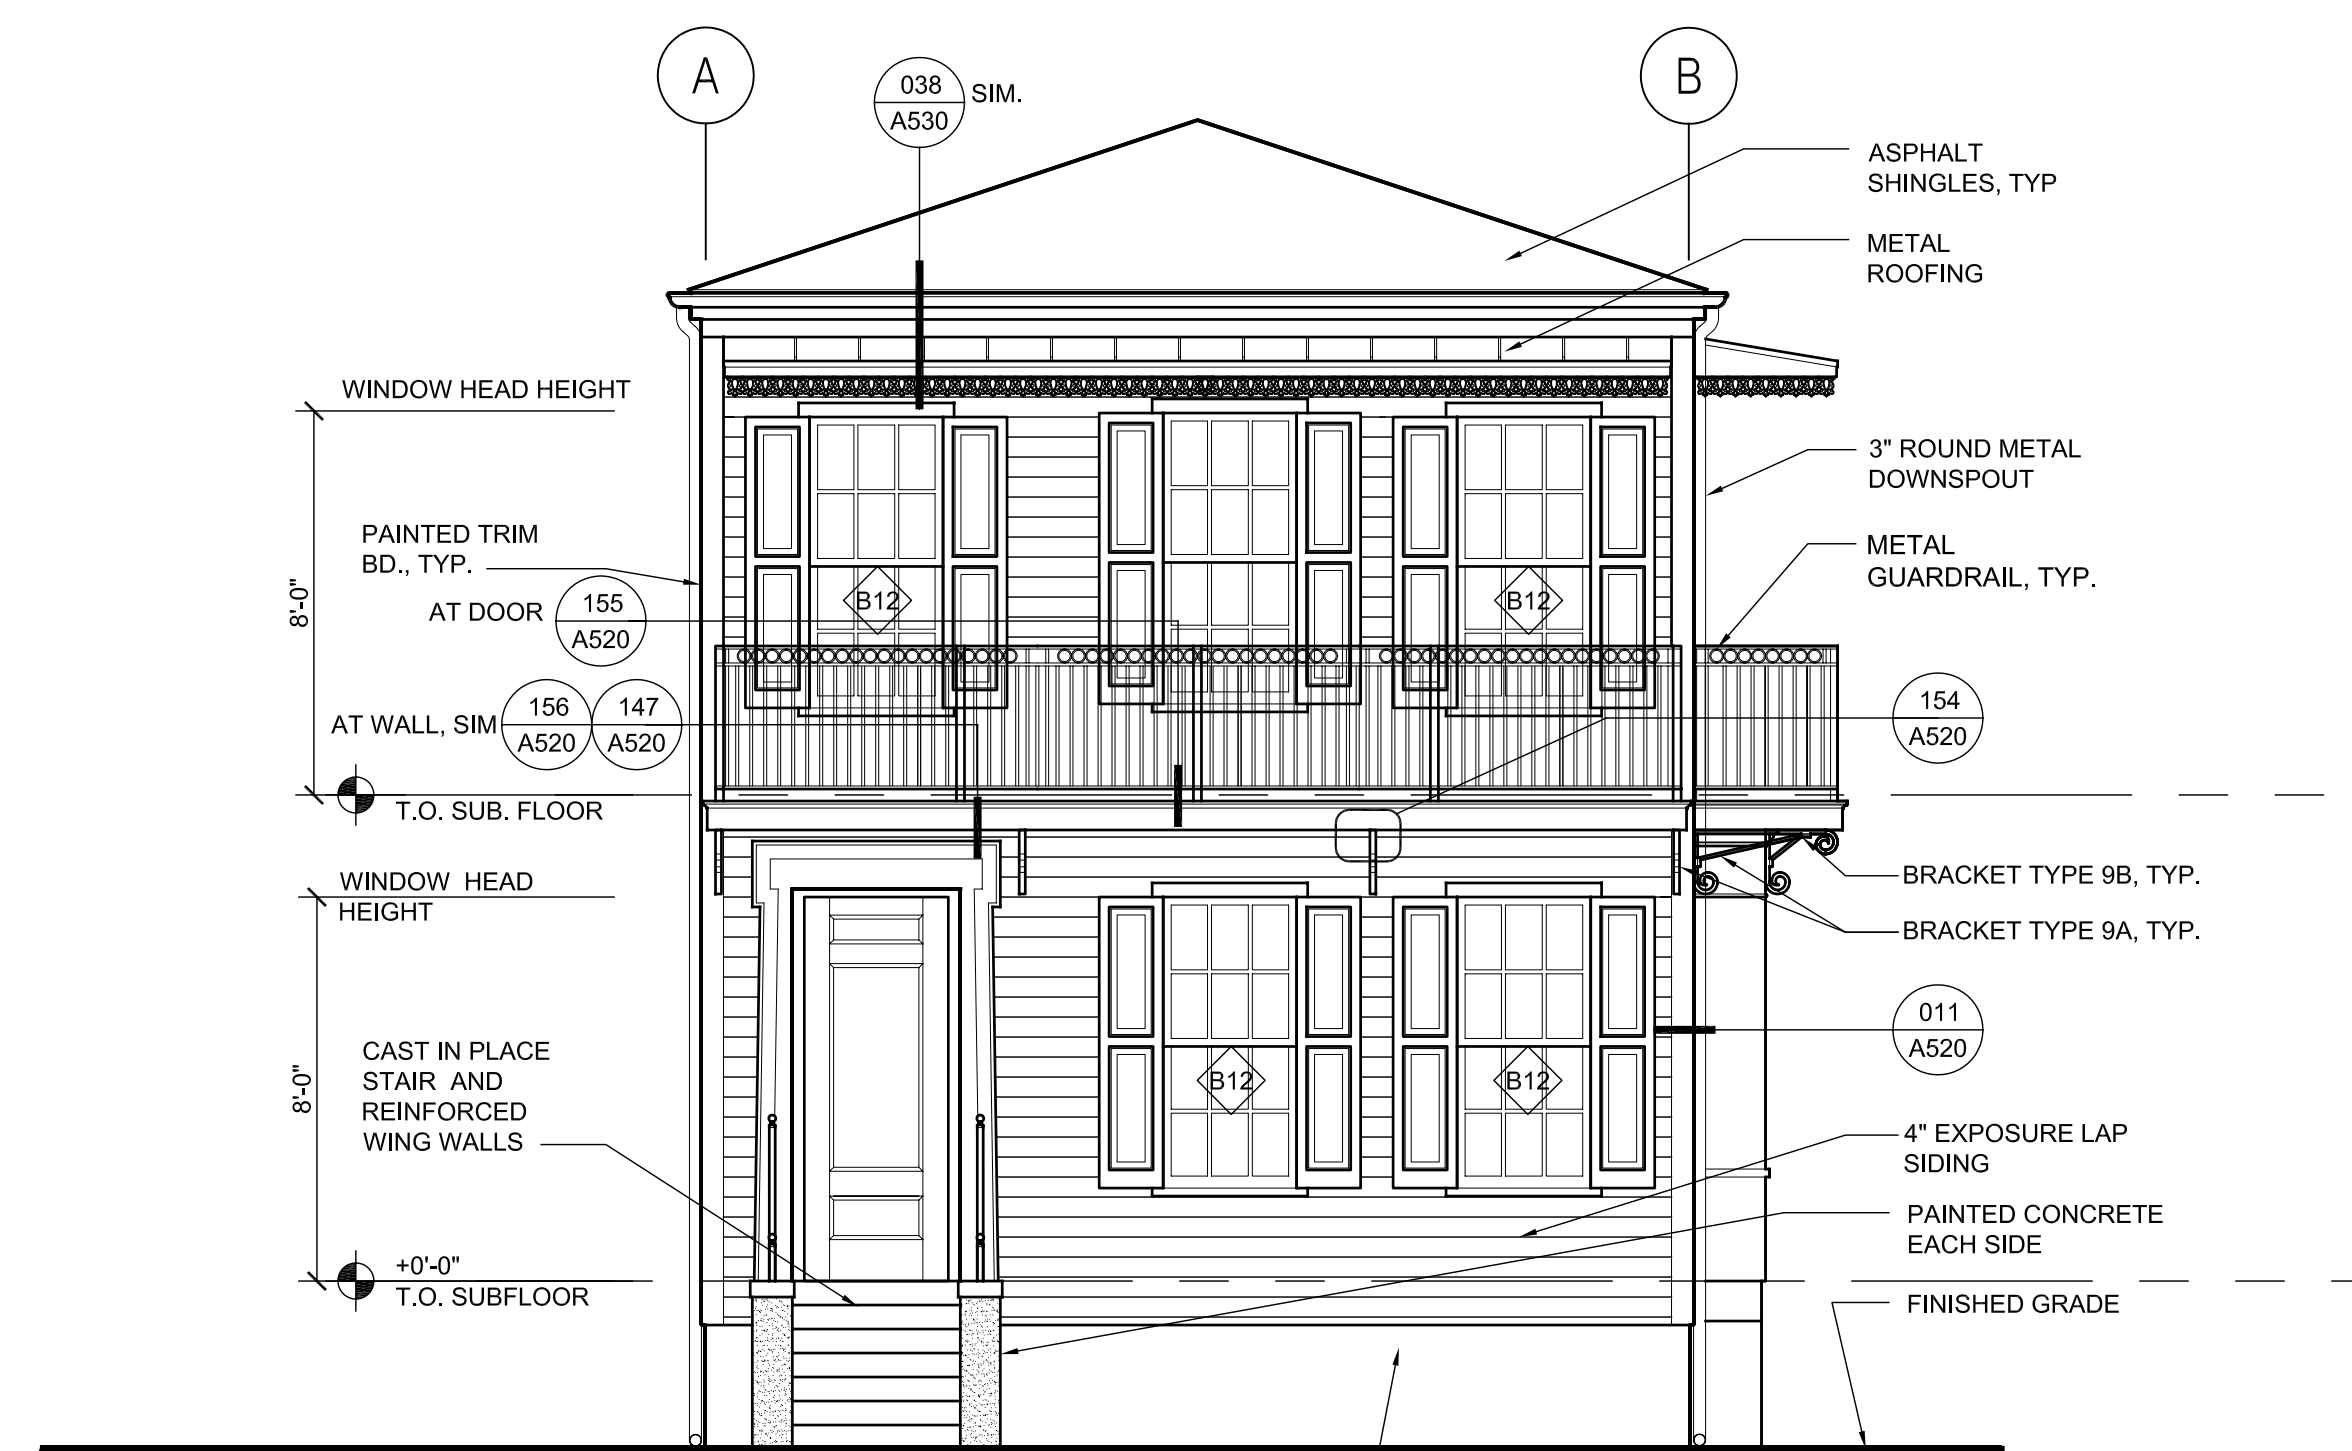 A
B
038
A530
SIM.
ASPHALT
SHINGLES, TYP
METAL
ROOFING
WINDOW HEAD HEIGHT
3" ROUND METAL
DOWNSPOUT
PAINTED TRIM
BD., TYP.
METAL
GUARDRAIL, TYP.
8'-0"
AT DOOR
155
A520
B12
B12
AT WALL, SIM
156
A520
147
A520
154
A520
T.O. SUB. FLOOR
WINDOW HEAD
HEIGHT
BRACKET TYPE 9B, TYP.
BRACKET TYPE 9A, TYP.
011
A520
CAST IN PLACE
STAIR AND
REINFORCED
WING WALLS
8'-0"
B12
B12
4" EXPOSURE LAP
SIDING
PAINTED CONCRETE
EACH SIDE
+0'-0"
T.O. SUBFLOOR
FINISHED GRADE